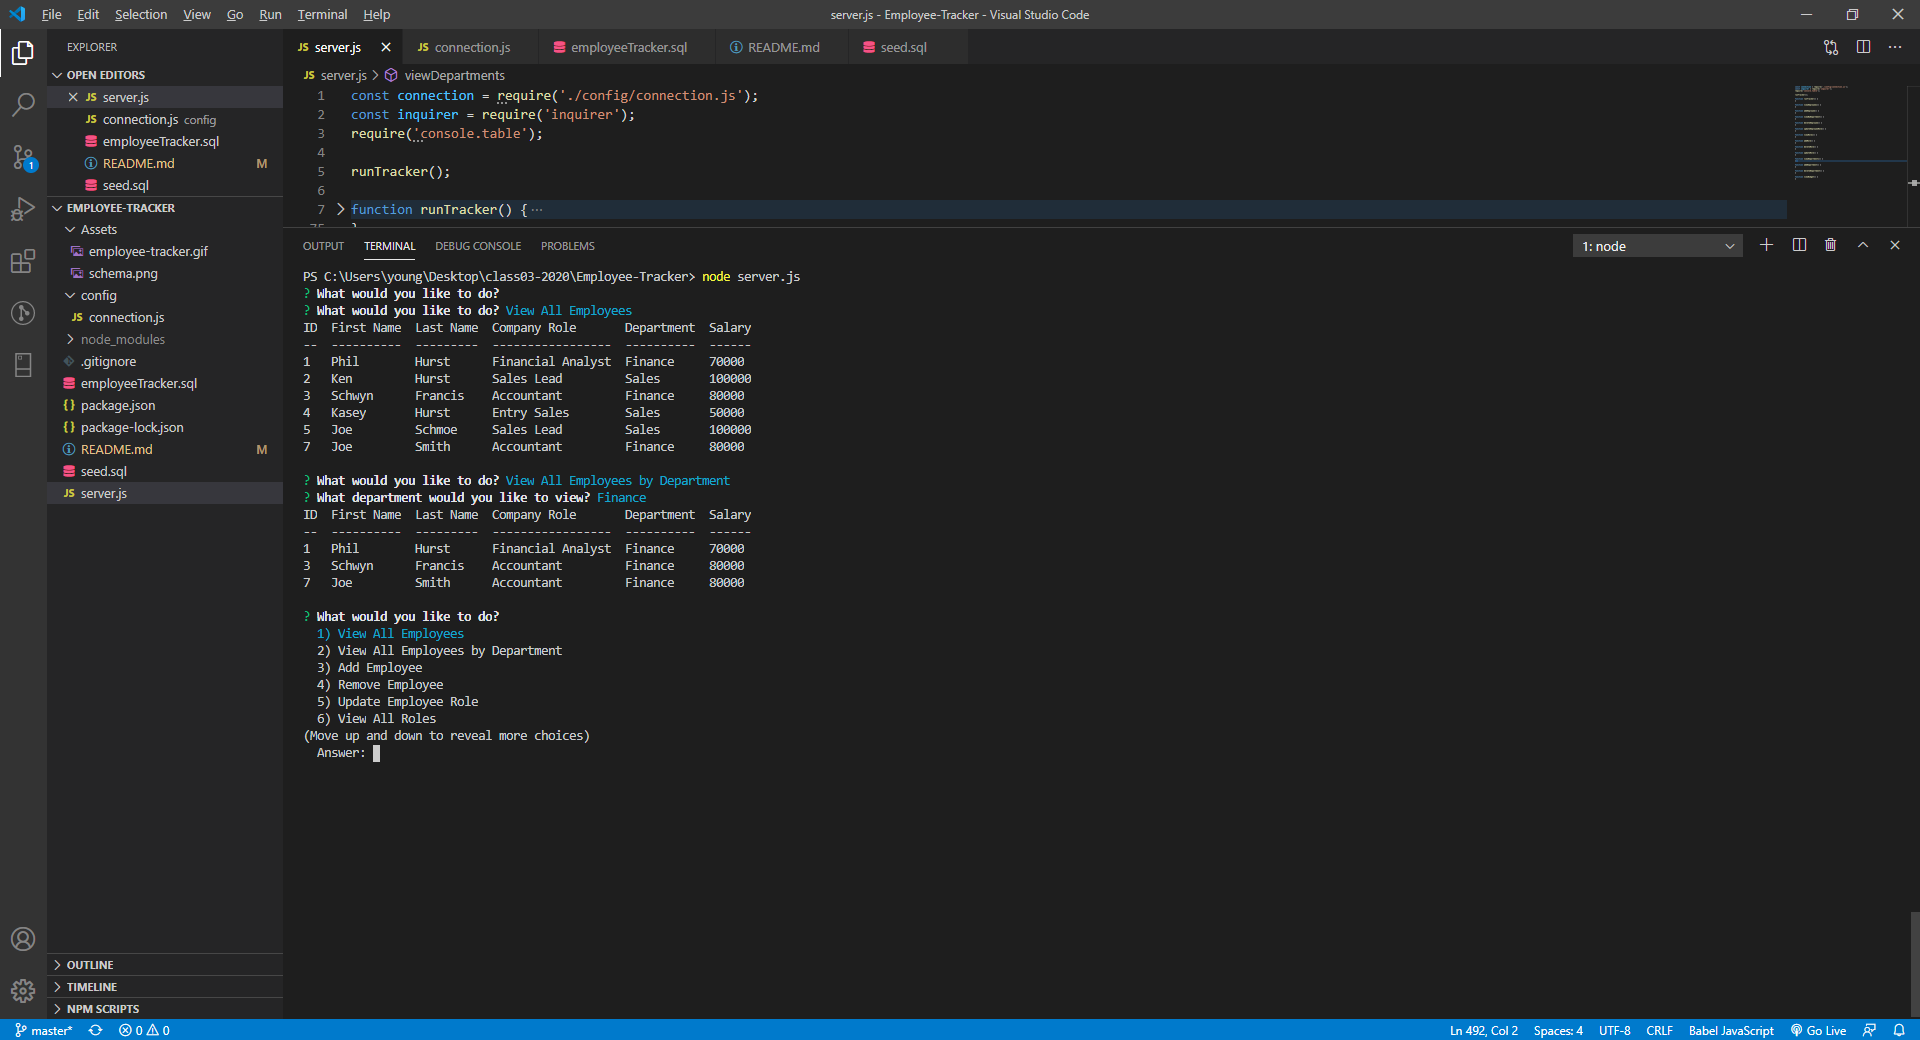 File Edit Selection View Go Run Terminal Help server.js - Employee-Tracker - Visual Studio Code
EXPLORER
OPEN EDITORS
JS server.js
JS connection.js config
employeeTracker.sql
README.md M
seed.sql
EMPLOYEE-TRACKER
Assets
employee-tracker.gif
schema.png
config
JS connection.js
node_modules
.gitignore
employeeTracker.sql
{} package.json
{} package-lock.json
README.md M
seed.sql
JS server.js
OUTLINE
TIMELINE
NPM SCRIPTS
1
JS server.js JS connection.js employeeTracker.sql README.md seed.sql
JS server.js > viewDepartments
1 const connection = require('./config/connection.js');
2 const inquirer = require('inquirer');
3 require('console.table');
4
5 runTracker();
6
7 function runTracker() { ...
75 }
OUTPUT TERMINAL DEBUG CONSOLE PROBLEMS 1: node
PS C:\Users\young\Desktop\class03-2020\Employee-Tracker> node server.js
? What would you like to do?
? What would you like to do? View All Employees
ID First Name Last Name Company Role Department Salary
-- ---------- --------- ----------------- ---------- ------
1 Phil Hurst Financial Analyst Finance 70000
2 Ken Hurst Sales Lead Sales 100000
3 Schwyn Francis Accountant Finance 80000
4 Kasey Hurst Entry Sales Sales 50000
5 Joe Schmoe Sales Lead Sales 100000
7 Joe Smith Accountant Finance 80000
? What would you like to do? View All Employees by Department
? What department would you like to view? Finance
ID First Name Last Name Company Role Department Salary
-- ---------- --------- ----------------- ---------- ------
1 Phil Hurst Financial Analyst Finance 70000
3 Schwyn Francis Accountant Finance 80000
7 Joe Smith Accountant Finance 80000
? What would you like to do?
1) View All Employees
2) View All Employees by Department
3) Add Employee
4) Remove Employee
5) Update Employee Role
6) View All Roles
(Move up and down to reveal more choices)
Answer:
master* 0 0 Ln 492, Col 2 Spaces: 4 UTF-8 CRLF Babel JavaScript Go Live